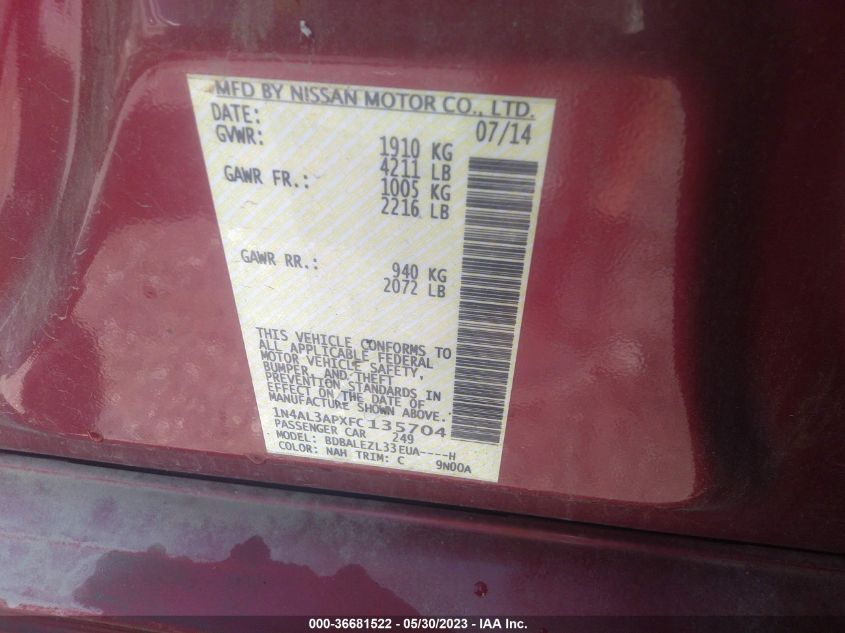 MFD BY NISSAN MOTOR CO., LTD.
DATE: 07/14
GVWR: 1910 KG
4211 LB
GAWR FR.: 1005 KG
2216 LB
GAWR RR.: 940 KG
2072 LB
THIS VEHICLE CONFORMS TO
ALL APPLICABLE FEDERAL
MOTOR VEHICLE SAFETY,
BUMPER, AND THEFT
PREVENTION STANDARDS IN
EFFECT ON THE DATE OF
MANUFACTURE SHOWN ABOVE.
1N4AL3APXFC135704
PASSENGER CAR 249
MODEL: BDBALEZL33EUA----H
COLOR: NAH TRIM: C 9N00A
000-36681522 - 05/30/2023 - IAA Inc.